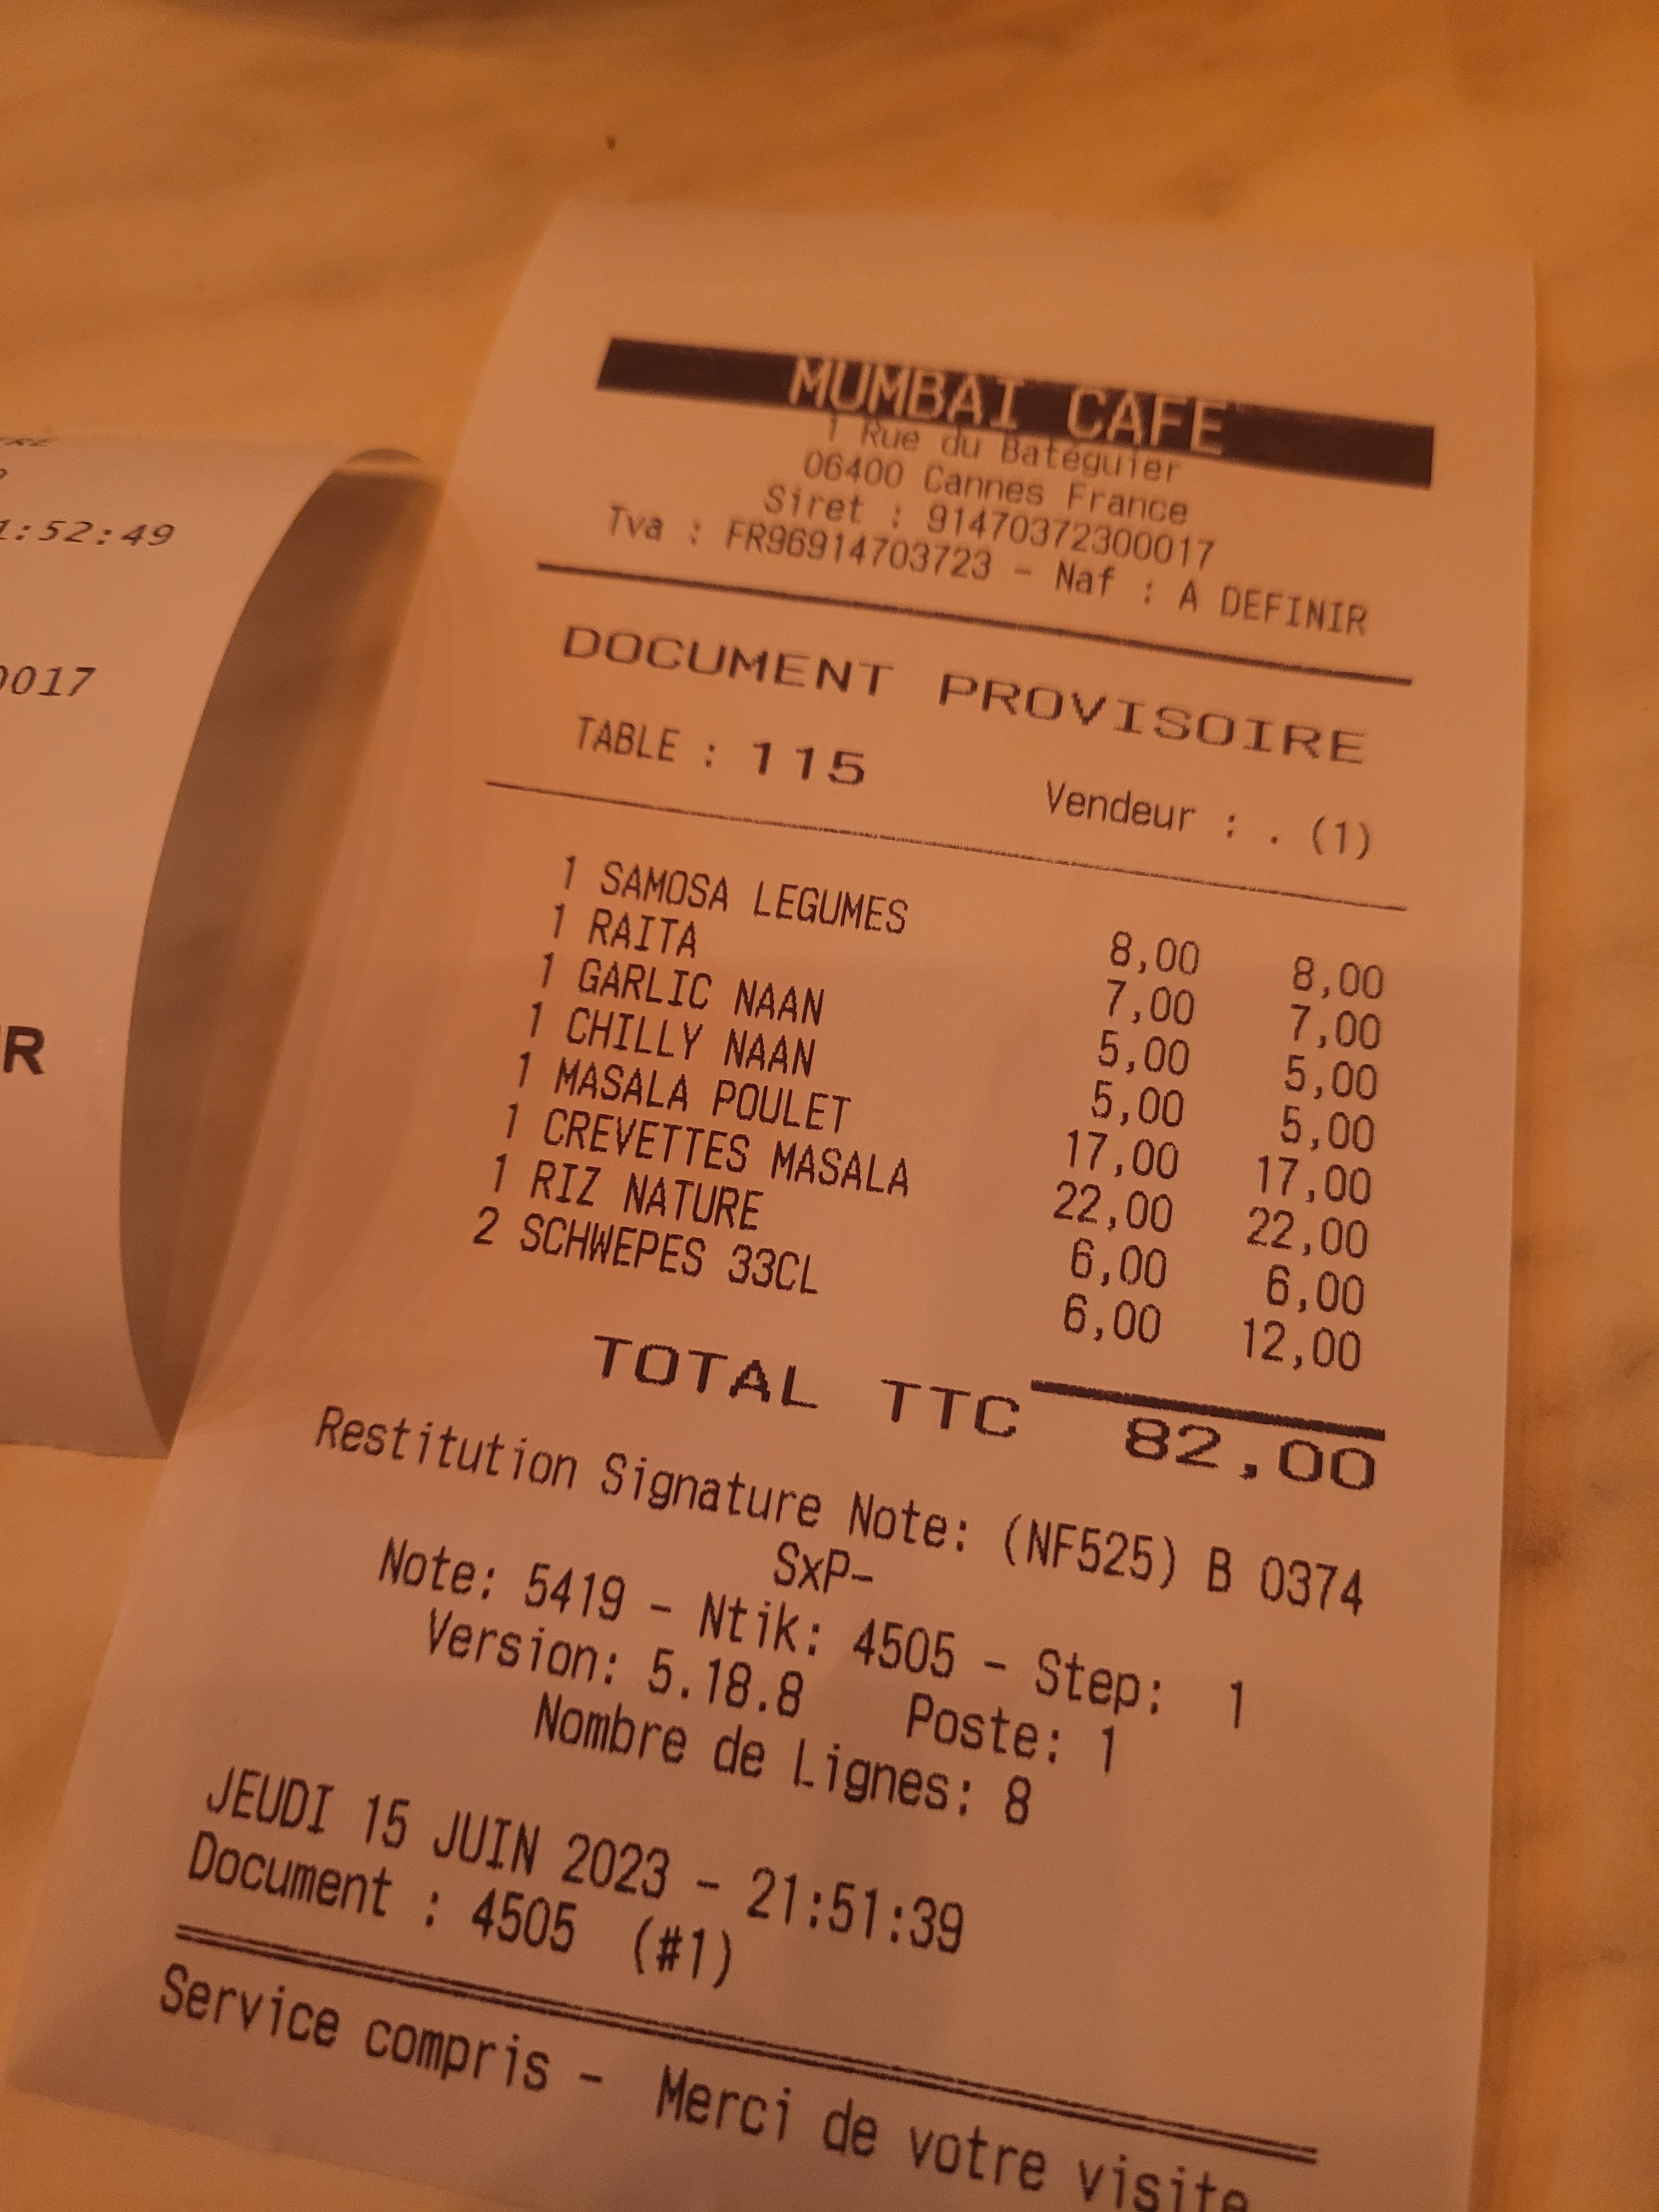 1:52:49
0017
R
MUMBAI CAFE
1 Rue du Batéguier
06400 Cannes France
Siret : 91470372300017
Tva : FR96914703723 - Naf : A DEFINIR
DOCUMENT PROVISOIRE
TABLE : 115 Vendeur : . (1)
1 SAMOSA LEGUMES 8,00 8,00
1 RAITA 7,00 7,00
1 GARLIC NAAN 5,00 5,00
1 CHILLY NAAN 5,00 5,00
1 MASALA POULET 17,00 17,00
1 CREVETTES MASALA 22,00 22,00
1 RIZ NATURE 6,00 6,00
2 SCHWEPES 33CL 6,00 12,00
TOTAL TTC 82,00
Restitution Signature Note: (NF525) B 0374
SxP-
Note: 5419 - Ntik: 4505 - Step: 1
Version: 5.18.8 Poste: 1
Nombre de Lignes: 8
JEUDI 15 JUIN 2023 - 21:51:39
Document : 4505 (#1)
Service compris - Merci de votre visite